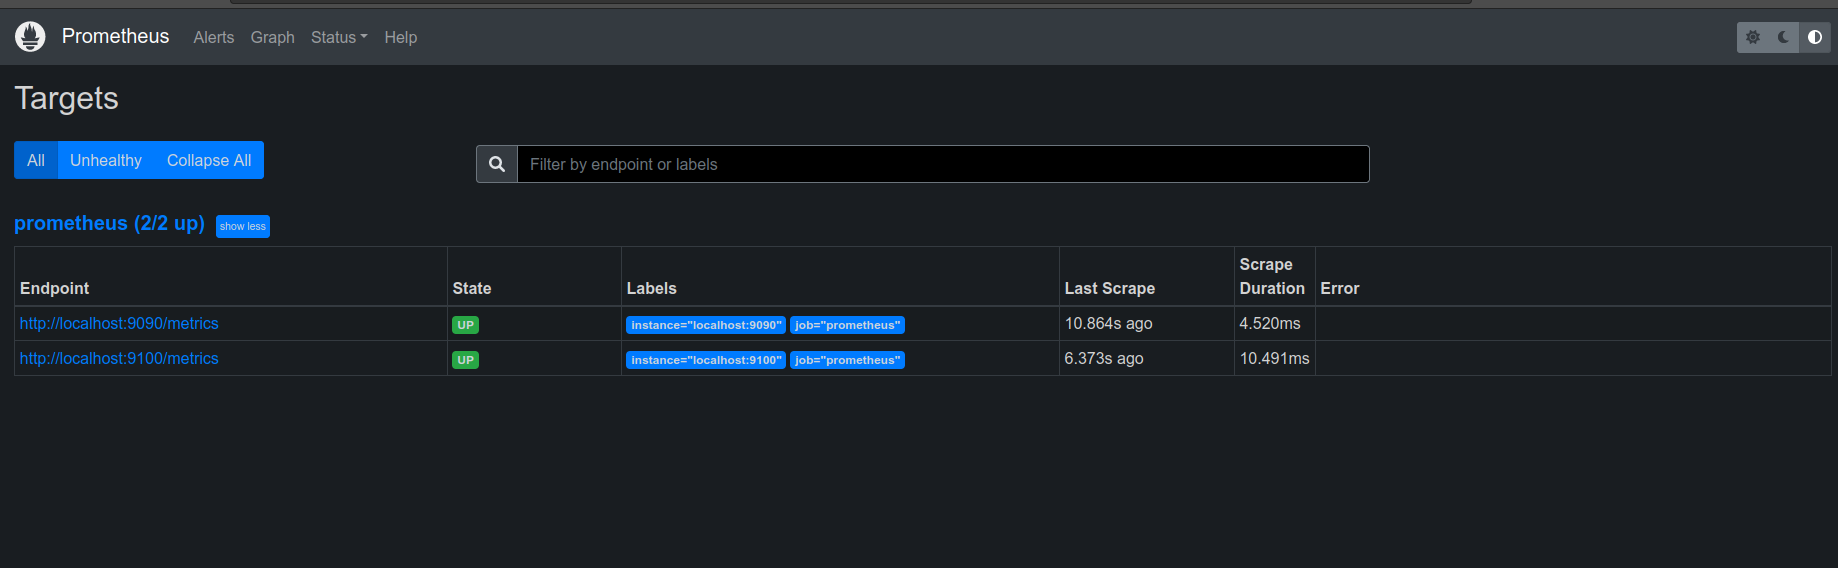 Prometheus Alerts Graph Status Help
Targets
All Unhealthy Collapse All
Filter by endpoint or labels
prometheus (2/2 up) show less
Endpoint State Labels Last Scrape Scrape Duration Error
http://localhost:9090/metrics UP instance="localhost:9090" job="prometheus" 10.864s ago 4.520ms
http://localhost:9100/metrics UP instance="localhost:9100" job="prometheus" 6.373s ago 10.491ms